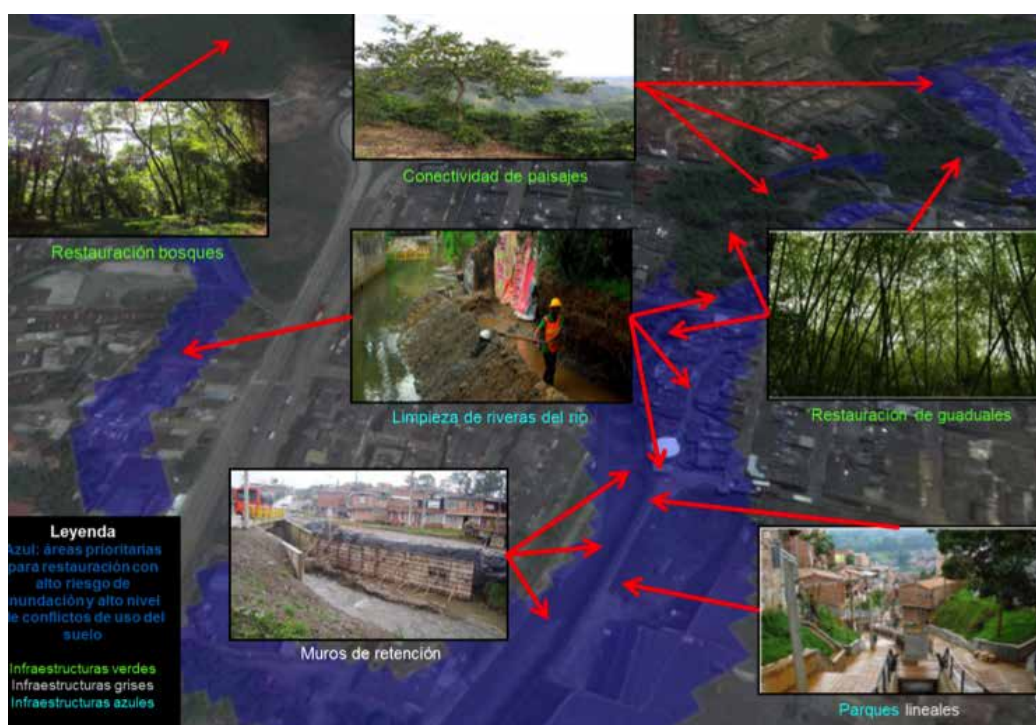 Conectividad de paisajes
Restauración bosques
Limpieza de riveras del río
'Restauración' de guaduales
Muros de retención
Parques lineales
Leyenda
Azul: áreas prioritarias
para restauración con
alto riesgo de
inundación y alto nivel
de conflictos de uso del
suelo
Infraestructuras verdes
Infraestructuras grises
Infraestructuras azules